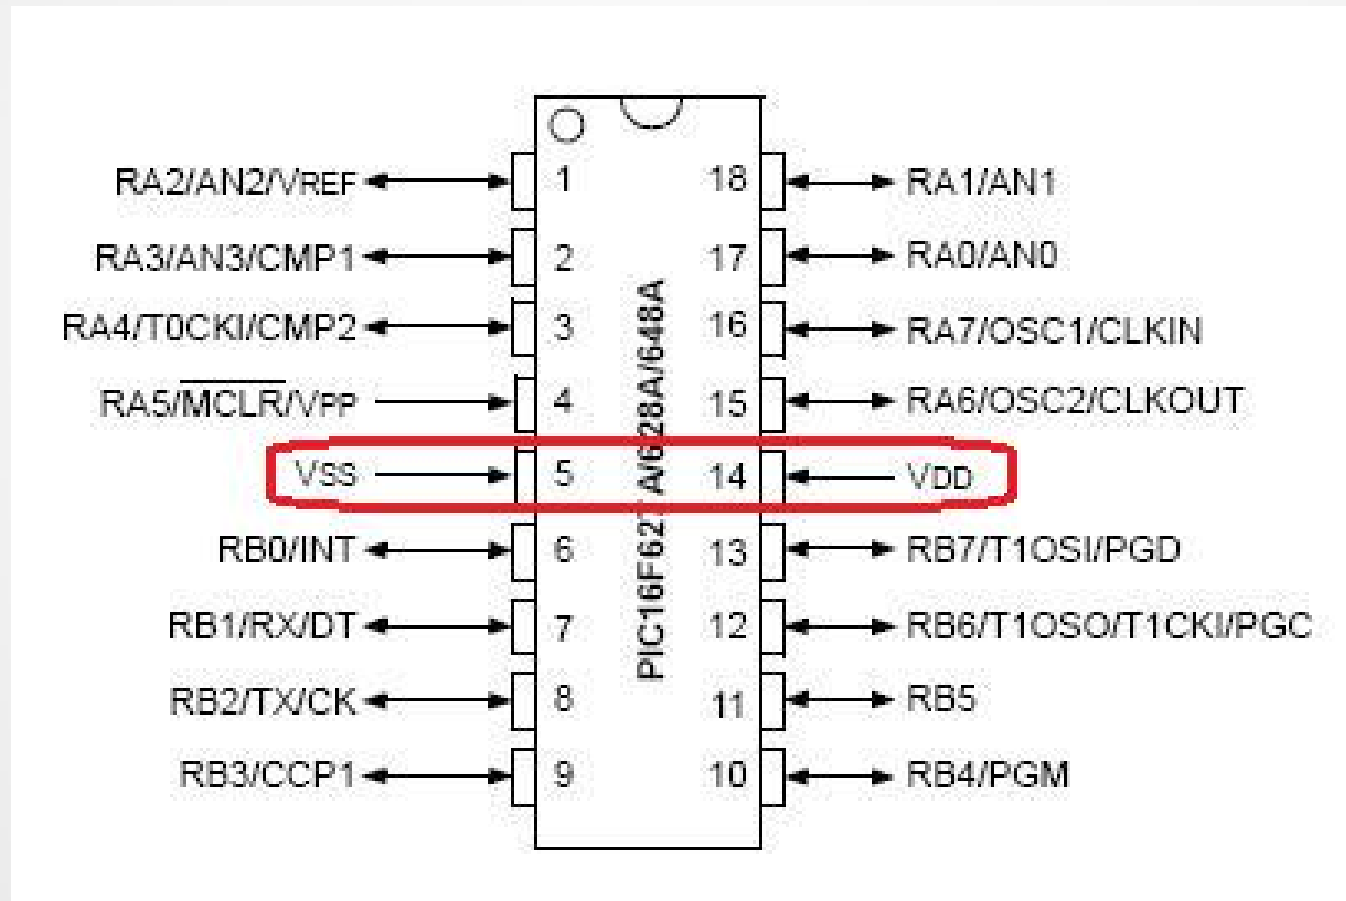 RA2/AN2/VREF 1 18 RA1/AN1
RA3/AN3/CMP1 2 17 RA0/AN0
RA4/T0CKI/CMP2 3 16 RA7/OSC1/CLKIN
RA5/MCLR/VPP 4 15 RA6/OSC2/CLKOUT
VSS 5 14 VDD
RB0/INT 6 13 RB7/T1OSI/PGD
RB1/RX/DT 7 12 RB6/T1OSO/T1CKI/PGC
RB2/TX/CK 8 11 RB5
RB3/CCP1 9 10 RB4/PGM
PIC16F627A/628A/648A